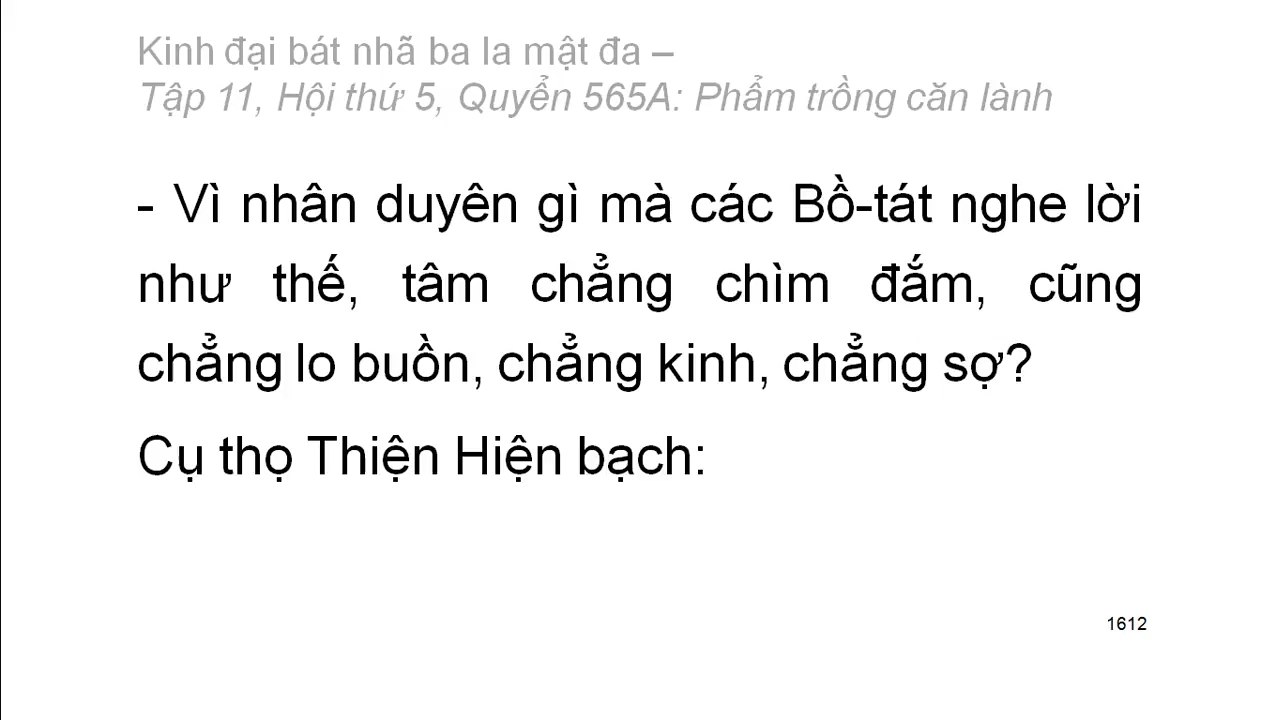 Kinh đại bát nhã ba la mật đa –
Tập 11, Hội thứ 5, Quyển 565A: Phẩm trồng căn lành
- Vì nhân duyên gì mà các Bồ-tát nghe lời
như thế, tâm chẳng chìm đắm, cũng
chẳng lo buồn, chẳng kinh, chẳng sợ?
Cụ thọ Thiện Hiện bạch:
1612